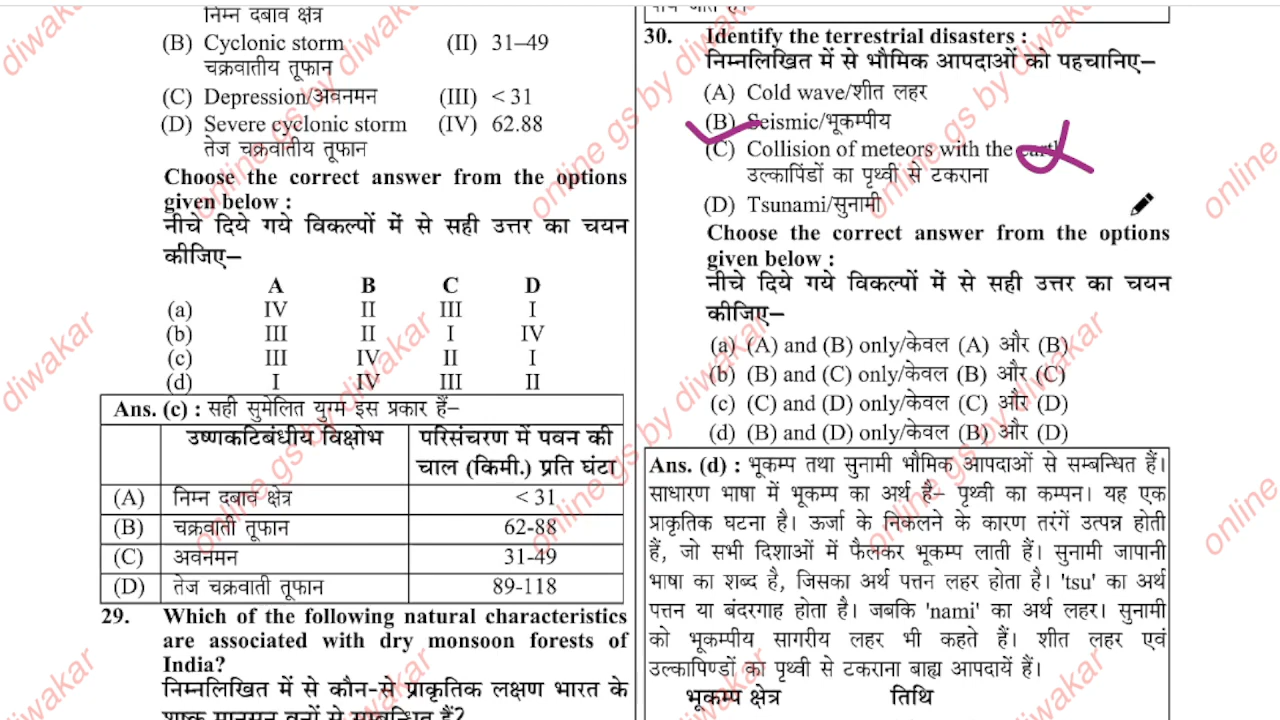 निम्न दबाव क्षेत्र
(B) Cyclonic storm (II) 31–49
चक्रवातीय तूफान
(C) Depression/अवनमन (III) < 31
(D) Severe cyclonic storm (IV) 62.88
तेज चक्रवातीय तूफान
Choose the correct answer from the options
given below :
नीचे दिये गये विकल्पों में से सही उत्तर का चयन
कीजिए–
A B C D
(a) IV II III I
(b) III II I IV
(c) III IV II I
(d) I IV III II
Ans. (c) : सही सुमेलित युग्म इस प्रकार हैं–
उष्णकटिबंधीय विक्षोभ परिसंचरण में पवन की
चाल (किमी.) प्रति घंटा
(A) निम्न दबाव क्षेत्र < 31
(B) चक्रवाती तूफान 62-88
(C) अवनमन 31-49
(D) तेज चक्रवाती तूफान 89-118
29. Which of the following natural characteristics
are associated with dry monsoon forests of
India?
निम्नलिखित में से कौन-से प्राकृतिक लक्षण भारत के
शुष्क मानसून वनों से सम्बन्धित हैं?
30. Identify the terrestrial disasters :
निम्नलिखित में से भौमिक आपदाओं को पहचानिए–
(A) Cold wave/शीत लहर
(B) Seismic/भूकम्पीय
(C) Collision of meteors with the earth
उल्कापिंडों का पृथ्वी से टकराना
(D) Tsunami/सुनामी
Choose the correct answer from the options
given below :
नीचे दिये गये विकल्पों में से सही उत्तर का चयन
कीजिए–
(a) (A) and (B) only/केवल (A) और (B)
(b) (B) and (C) only/केवल (B) और (C)
(c) (C) and (D) only/केवल (C) और (D)
(d) (B) and (D) only/केवल (B) और (D)
Ans. (d) : भूकम्प तथा सुनामी भौमिक आपदाओं से सम्बन्धित हैं।
साधारण भाषा में भूकम्प का अर्थ है– पृथ्वी का कम्पन। यह एक
प्राकृतिक घटना है। ऊर्जा के निकलने के कारण तरंगें उत्पन्न होती
हैं, जो सभी दिशाओं में फैलकर भूकम्प लाती हैं। सुनामी जापानी
भाषा का शब्द है, जिसका अर्थ पत्तन लहर होता है। 'tsu' का अर्थ
पत्तन या बंदरगाह होता है। जबकि 'nami' का अर्थ लहर। सुनामी
को भूकम्पीय सागरीय लहर भी कहते हैं। शीत लहर एवं
उल्कापिण्डों का पृथ्वी से टकराना बाह्य आपदायें हैं।
भूकम्प क्षेत्र तिथि
online gs by diwakar